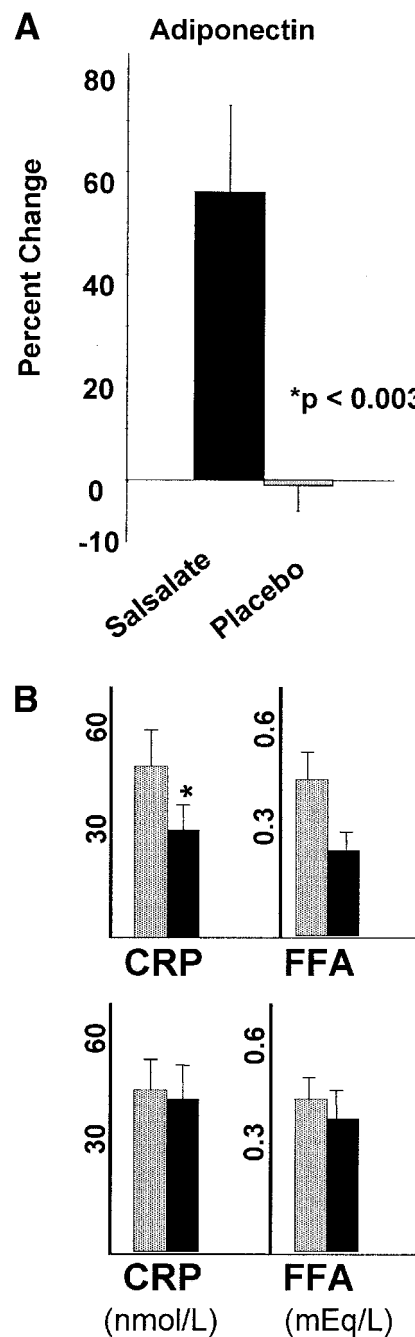 A
Adiponectin
Percent Change
80
60
40
20
0
-10
*p < 0.003
Salsalate
Placebo
B
60
30
*
CRP
0.6
0.3
FFA
60
30
CRP
(nmol/L)
0.6
0.3
FFA
(mEq/L)